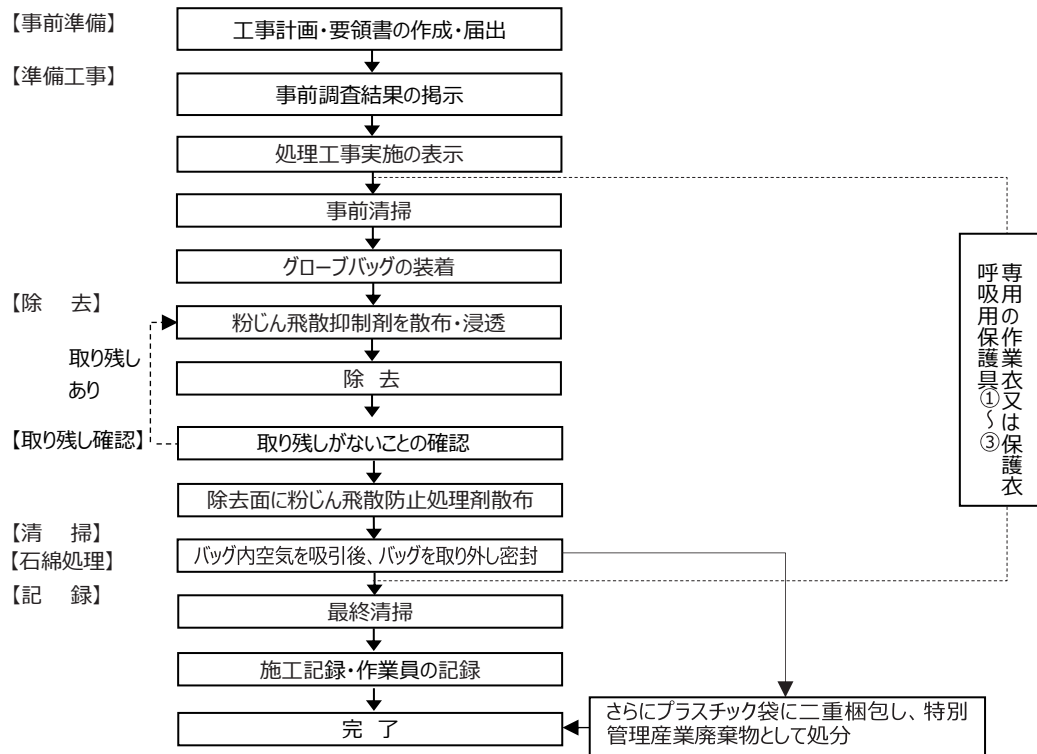 【事前準備】
工事計画・要領書の作成・届出
【準備工事】
事前調査結果の掲示
処理工事実施の表示
事前清掃
グローブバッグの装着
【除　去】
粉じん飛散抑制剤を散布・浸透
取り残し
あり
除 去
【取り残し確認】
取り残しがないことの確認
除去面に粉じん飛散防止処理剤散布
【清　掃】
【石綿処理】
バッグ内空気を吸引後、バッグを取り外し密封
【記　録】
最終清掃
施工記録・作業員の記録
完 了
さらにプラスチック袋に二重梱包し、特別
管理産業廃棄物として処分
専用の作業衣又は保護衣
呼吸用保護具①～③